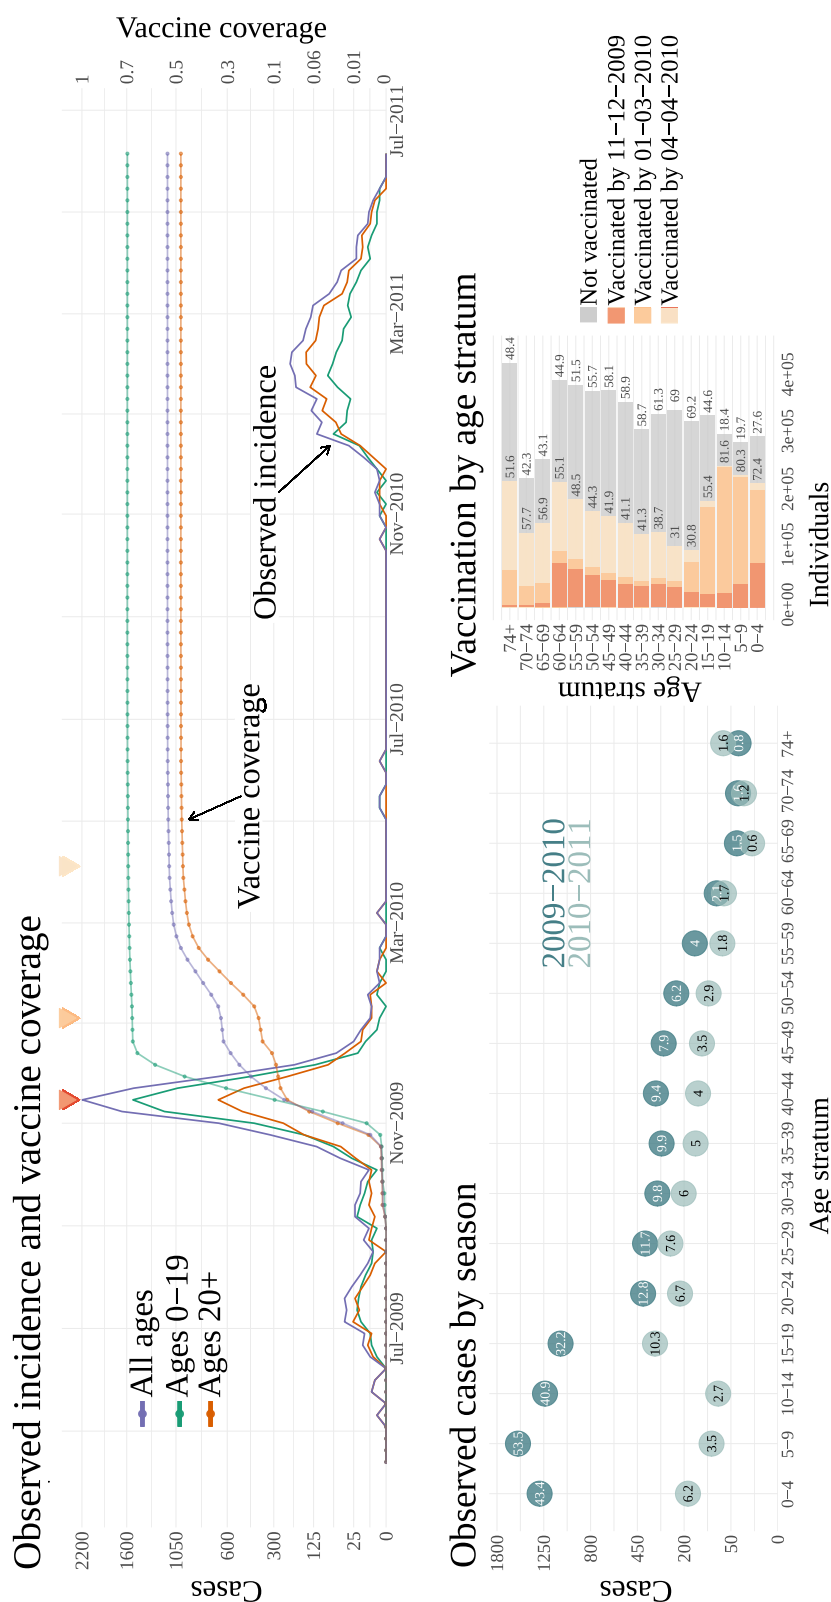 Observed incidence and vaccine coverage
Cases
2200
1600
1050
600
300
125
25
0
All ages
Ages 0−19
Ages 20+
Vaccine coverage
Observed incidence
Vaccine coverage
1
0.7
0.5
0.3
0.1
0.06
0.01
0
Jul−2009 Nov−2009 Mar−2010 Jul−2010 Nov−2010 Mar−2011 Jul−2011
Observed cases by season
Cases
1800
1250
800
450
200
50
0
2009−2010
2010−2011
43.4 53.5 40.9 32.2 12.8 11.7 9.8 9.9 9.4 7.9 6.2 4 1.5 0.8
6.2 3.5 2.7 10.3 6.7 7.6 6 5 4 3.5 2.9 1.8 1.7 0.6 1.2 1.6
0−4 5−9 10−14 15−19 20−24 25−29 30−34 35−39 40−44 45−49 50−54 55−59 60−64 65−69 70−74 74+
Age stratum
Vaccination by age stratum
Age stratum
74+ 51.6 48.4
70−74 57.7 42.3
65−69 56.9 43.1
60−64 55.1 44.9
55−59 48.5 51.5
50−54 44.3 55.7
45−49 41.9 58.1
40−44 41.1 58.9
35−39 41.3 58.7
30−34 38.7 61.3
25−29 31 69
20−24 30.8 69.2
15−19 55.4 44.6
10−14 81.6 18.4
5−9 80.3 19.7
0−4 72.4 27.6
0e+00 1e+05 2e+05 3e+05 4e+05
Individuals
Not vaccinated
Vaccinated by 11−12−2009
Vaccinated by 01−03−2010
Vaccinated by 04−04−2010